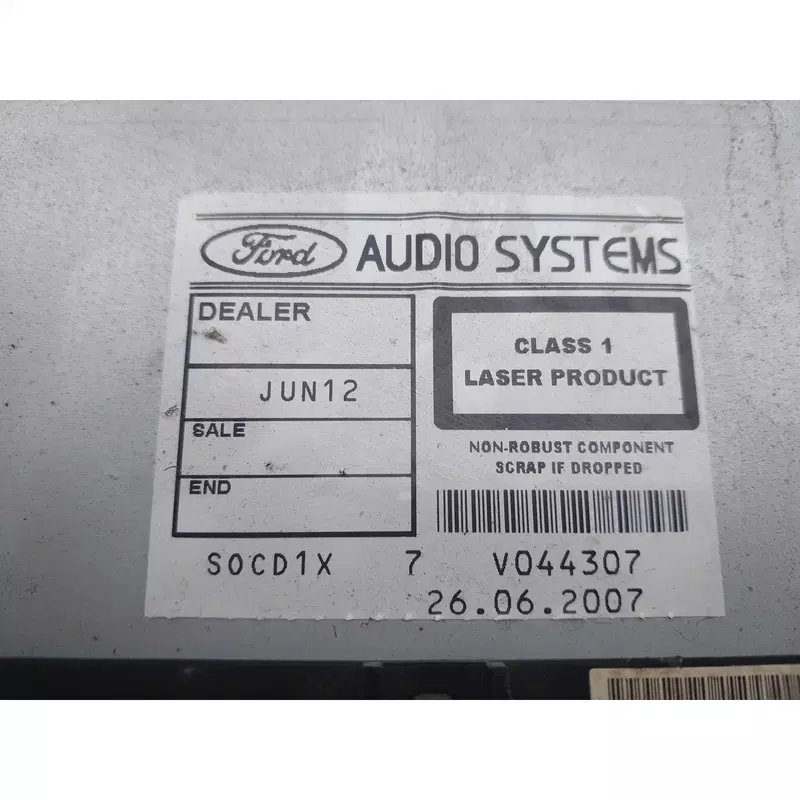 Ford AUDIO SYSTEMS
DEALER
JUN12
SALE
END
CLASS 1
LASER PRODUCT
NON-ROBUST COMPONENT
SCRAP IF DROPPED
SOCD1X 7 V044307
26.06.2007